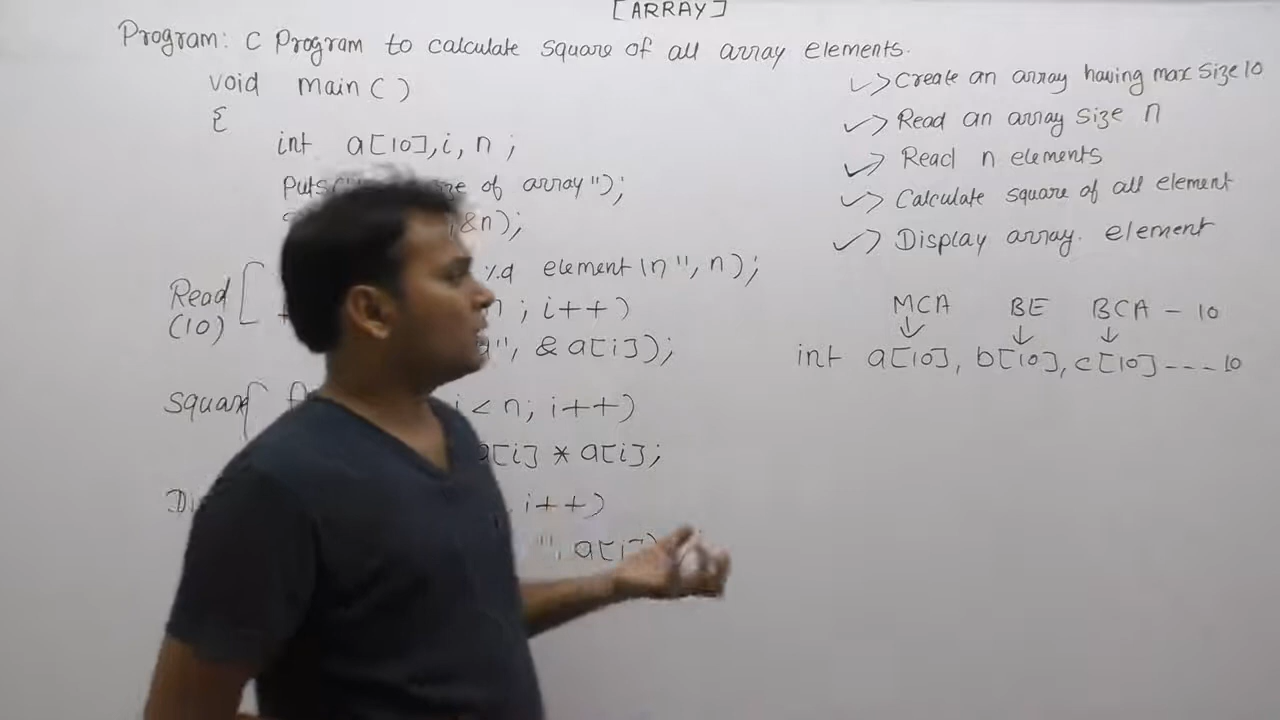 [ARRAY]
Program: C Program to calculate square of all array elements.
void main()
{
int a[10],i, n ;
Puts(" of array");
,&n);
Read
(10)
%d element\n", n);
; i++)
", & a[i]);
Squar
i < n; i++)
a[i] * a[i];
i++)
", a[i])
Create an array having max size 10
Read an array size n
Read n elements
Calculate square of all element
Display array. element
MCA BE BCA - 10
int a[10], b[10], c[10] --- 10